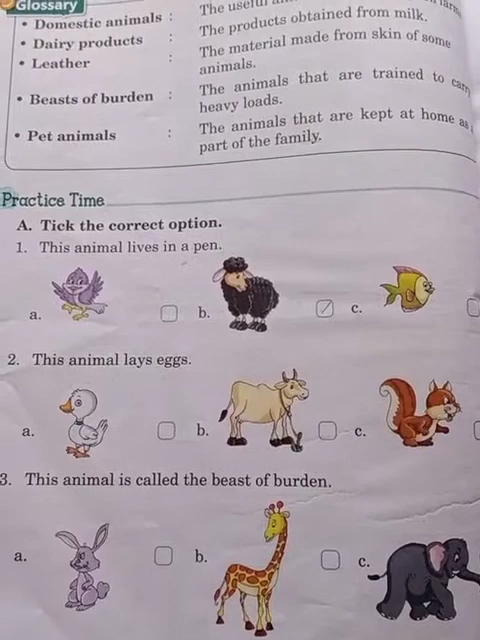 Glossary
• Domestic animals :
The useful
• Dairy products :
The products obtained from milk.
• Leather :
The material made from skin of some
animals.
• Beasts of burden :
The animals that are trained to
heavy loads.
• Pet animals :
The animals that are kept at home as
part of the family.
Practice Time
A. Tick the correct option.
1. This animal lives in a pen.
a. b. c.
2. This animal lays eggs.
a. b. c.
3. This animal is called the beast of burden.
a. b. c.